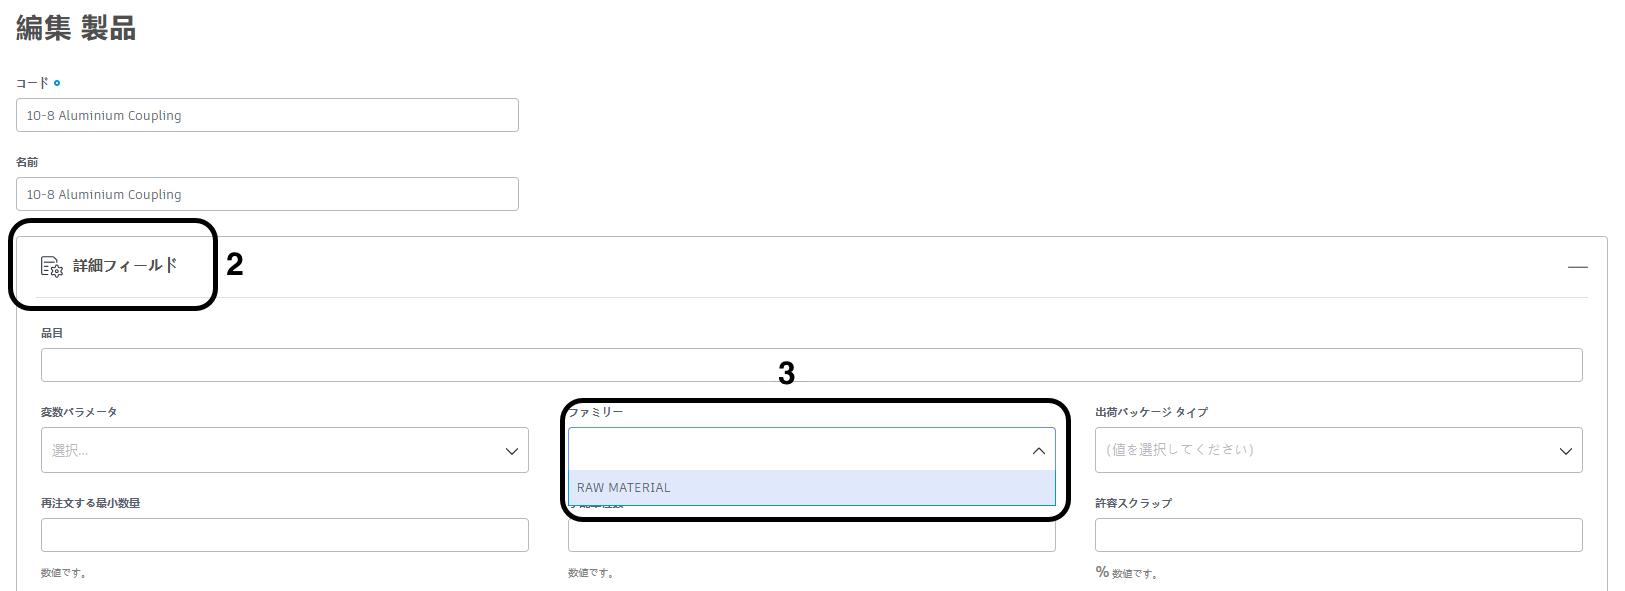 編集 製品
コード
10-8 Aluminium Coupling
名前
10-8 Aluminium Coupling
詳細フィールド
2
品目
3
変数パラメータ
ファミリー
出荷パッケージ タイプ
選択...
(値を選択してください)
RAW MATERIAL
再注文する最小数量
許容スクラップ
数値です。
数値です。
% 数値です。